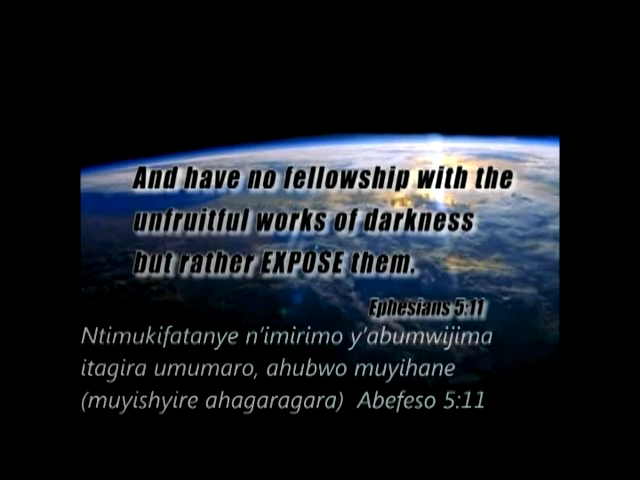 And have no fellowship with the
unfruitful works of darkness
but rather EXPOSE them.
Ephesians 5:11
Ntimukifatanye n'imirimo y'abumwijima
itagira umumaro, ahubwo muyihane
(muyishyire ahagaragara)  Abefeso 5:11